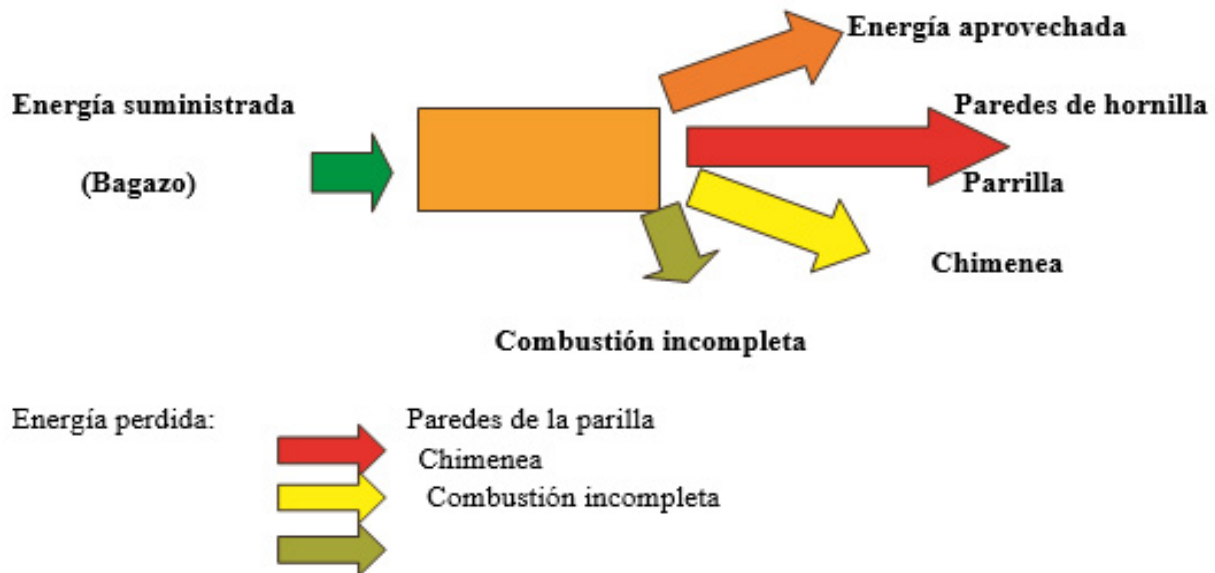 Energía aprovechada
Energía suministrada
Paredes de hornilla
(Bagazo)
Parrilla
Chimenea
Combustión incompleta
Energía perdida:
Paredes de la parilla
Chimenea
Combustión incompleta